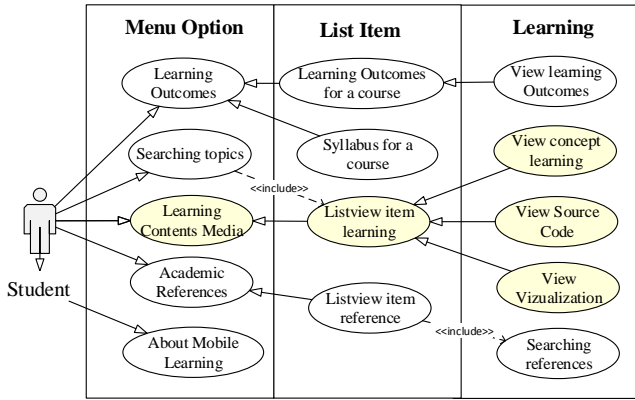 Menu Option
List Item
Learning
Learning
Outcomes
Learning Outcomes
for a course
View learning
Outcomes
Searching topics
Syllabus for a
course
View concept
learning
<<include>>
Learning
Contents Media
Listview item
learning
View Source
Code
Student
Academic
References
Listview item
reference
View
Vizualization
<<include>>
About Mobile
Learning
Searching
references